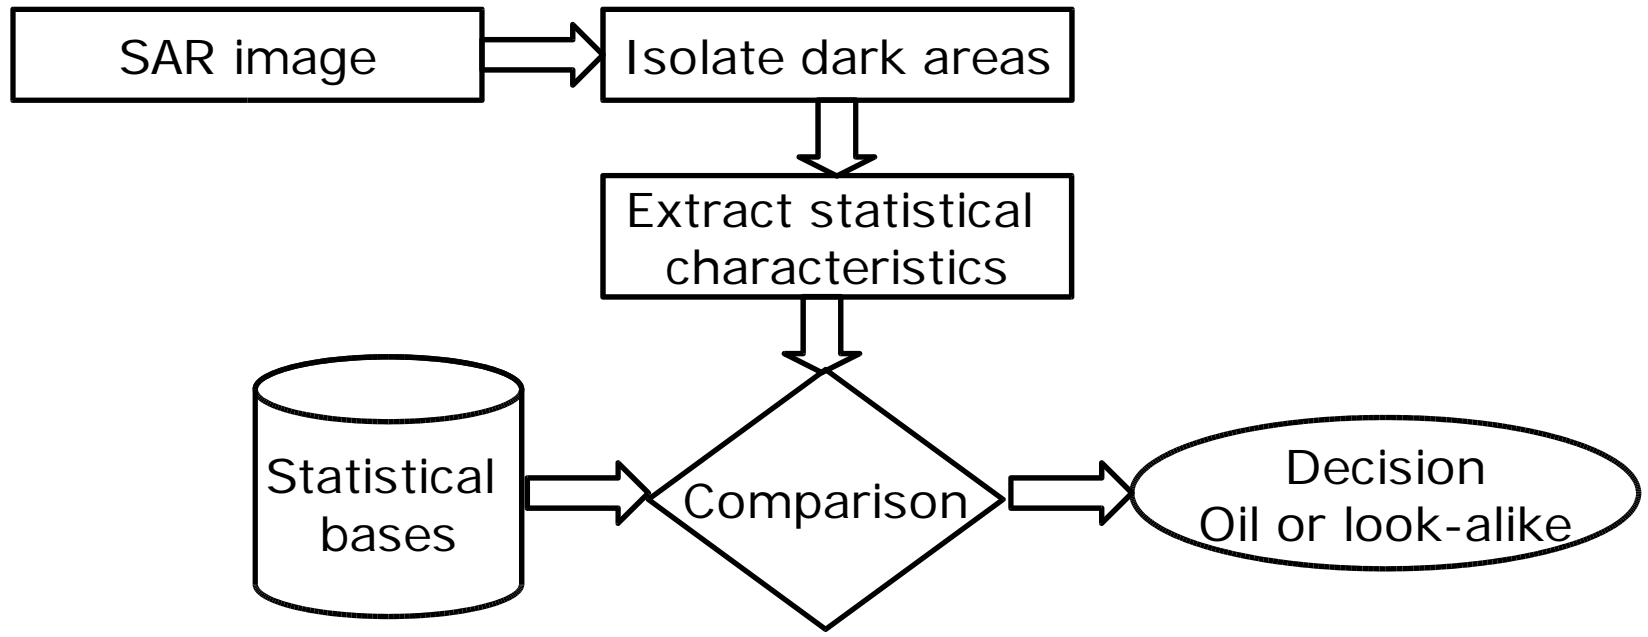 SAR image
Isolate dark areas
Extract statistical
characteristics
Statistical
bases
Comparison
Decision
Oil or look-alike